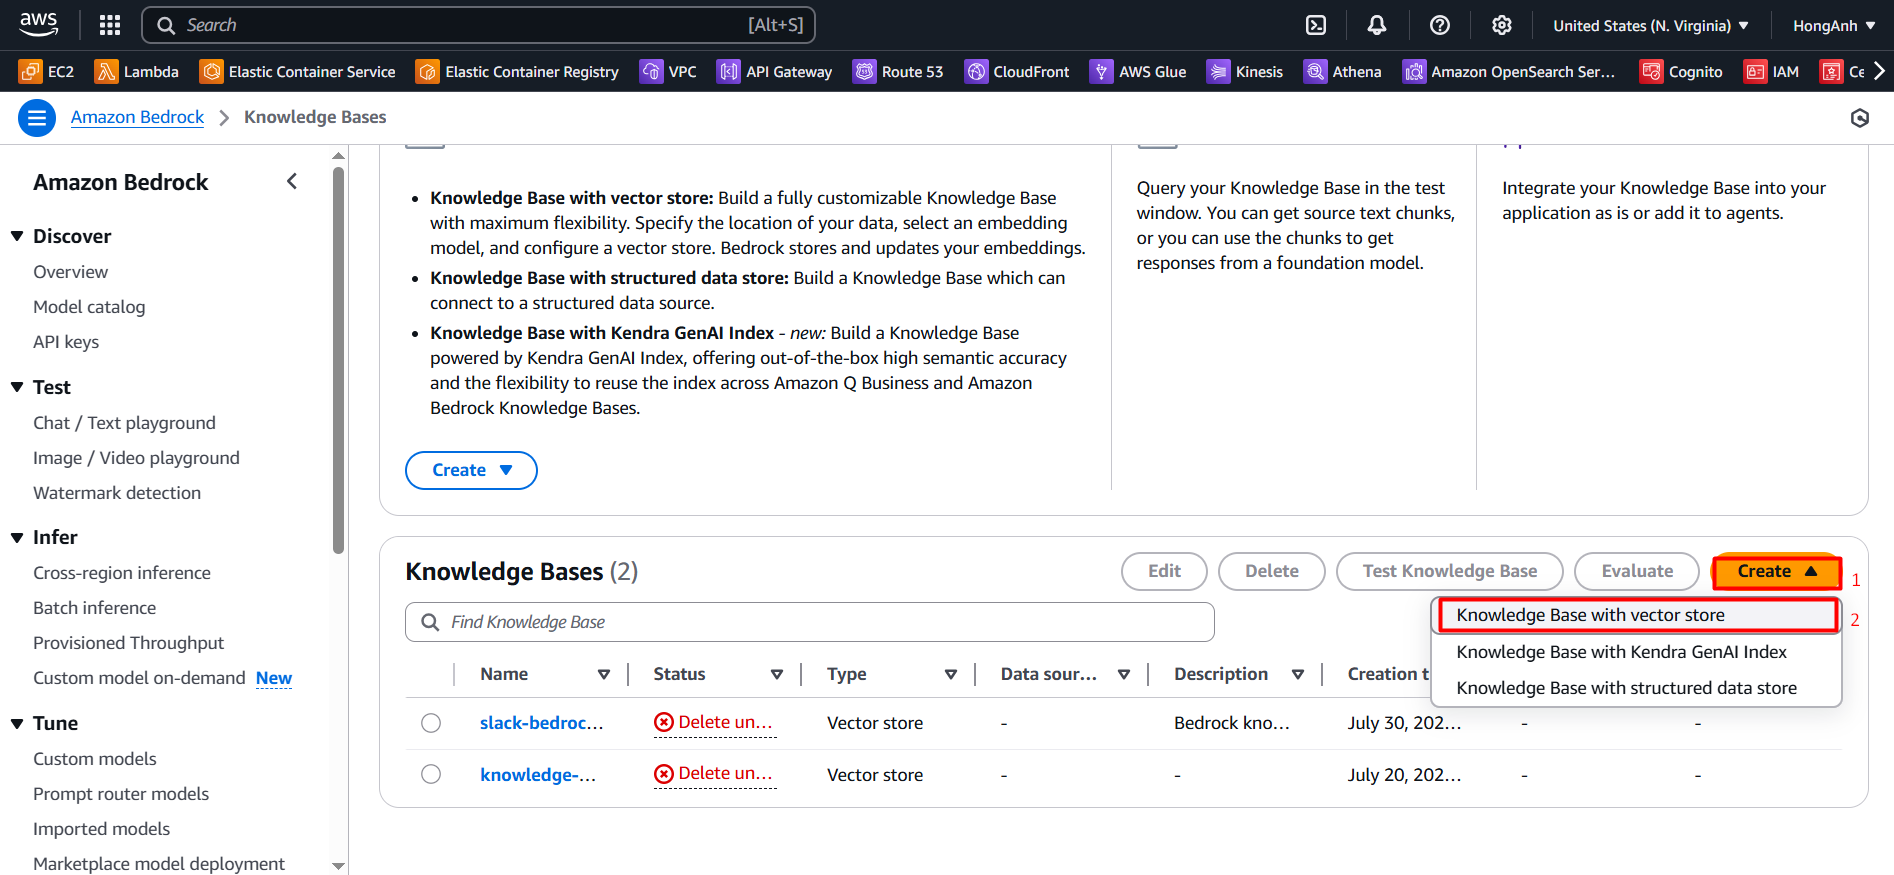 aws
Search
[Alt+S]
United States (N. Virginia)
HongAnh
EC2
Lambda
Elastic Container Service
Elastic Container Registry
VPC
API Gateway
Route 53
CloudFront
AWS Glue
Kinesis
Athena
Amazon OpenSearch Ser...
Cognito
IAM
Ce
Amazon Bedrock
Knowledge Bases
Amazon Bedrock
Discover
Overview
Model catalog
API keys
Test
Chat / Text playground
Image / Video playground
Watermark detection
Infer
Cross-region inference
Batch inference
Provisioned Throughput
Custom model on-demand New
Tune
Custom models
Prompt router models
Imported models
Marketplace model deployment
Knowledge Base with vector store: Build a fully customizable Knowledge Base
with maximum flexibility. Specify the location of your data, select an embedding
model, and configure a vector store. Bedrock stores and updates your embeddings.
Knowledge Base with structured data store: Build a Knowledge Base which can
connect to a structured data source.
Knowledge Base with Kendra GenAI Index - new: Build a Knowledge Base
powered by Kendra GenAI Index, offering out-of-the-box high semantic accuracy
and the flexibility to reuse the index across Amazon Q Business and Amazon
Bedrock Knowledge Bases.
Create
Query your Knowledge Base in the test
window. You can get source text chunks,
or you can use the chunks to get
responses from a foundation model.
Integrate your Knowledge Base into your
application as is or add it to agents.
Knowledge Bases (2)
Edit
Delete
Test Knowledge Base
Evaluate
Create
1
Find Knowledge Base
Knowledge Base with vector store
2
Knowledge Base with Kendra GenAI Index
Knowledge Base with structured data store
Name
Status
Type
Data sour...
Description
Creation t
slack-bedroc... Delete un... Vector store - Bedrock kno... July 30, 202... - -
knowledge-... Delete un... Vector store - - July 20, 202... - -